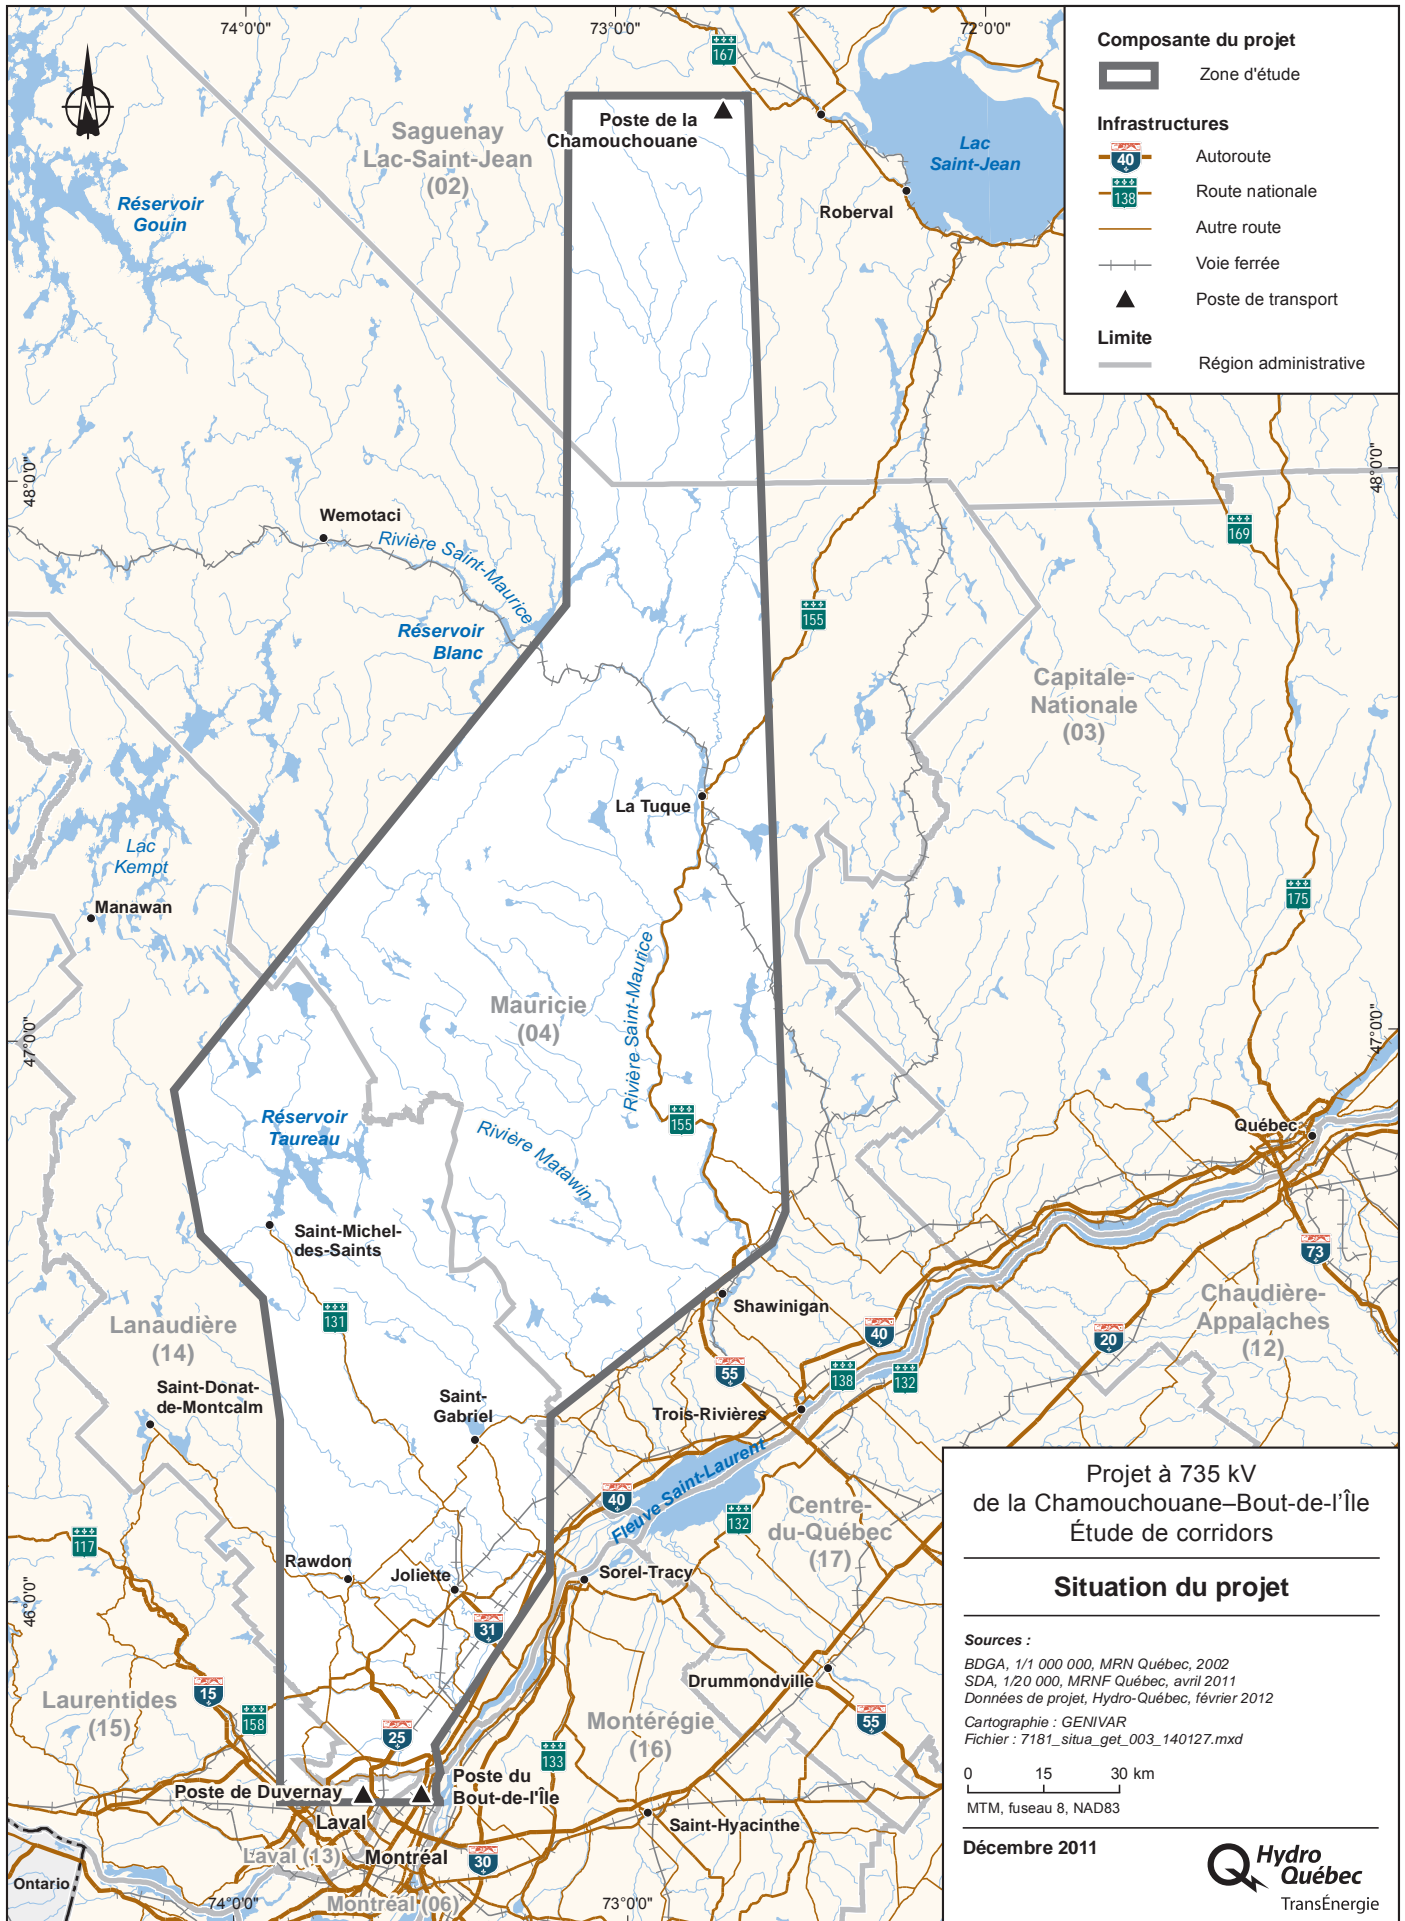 74°0'0"
73°0'0"
72°0'0"
167
N
Saguenay
Lac-Saint-Jean
(02)
Poste de la
Chamouchouane
Lac
Saint-Jean
Roberval
Réservoir
Gouin
Composante du projet
Zone d'étude
Infrastructures
40
Autoroute
138
Route nationale
Autre route
Voie ferrée
Poste de transport
Limite
Région administrative
48°0'0"
48°0'0"
Wemotaci
Rivière Saint-Maurice
169
155
Réservoir
Blanc
Capitale-
Nationale
(03)
La Tuque
Lac
Kempt
Manawan
175
Rivière Saint-Maurice
Mauricie
(04)
47°0'0"
47°0'0"
Réservoir
Taureau
155
Rivière Matawin
Québec
Saint-Michel-
des-Saints
73
Shawinigan
Chaudière-
Appalaches
(12)
131
Lanaudière
(14)
40
20
55
138
132
Saint-Donat-
de-Montcalm
Saint-
Gabriel
Trois-Rivières
Fleuve Saint-Laurent
40
132
Centre-
du-Québec
(17)
117
Rawdon
Joliette
Sorel-Tracy
46°0'0"
31
Drummondville
15
Laurentides
(15)
158
25
Montérégie
(16)
55
133
Poste de Duvernay
Poste du
Bout-de-l'Île
Laval
Saint-Hyacinthe
Laval (13)
Montréal
30
Ontario
74°0'0"
Montréal (06)
73°0'0"
Projet à 735 kV
de la Chamouchouane–Bout-de-l'Île
Étude de corridors
Situation du projet
Sources :
BDGA, 1/1 000 000, MRN Québec, 2002
SDA, 1/20 000, MRNF Québec, avril 2011
Données de projet, Hydro-Québec, février 2012
Cartographie : GENIVAR
Fichier : 7181_situa_get_003_140127.mxd
0 15 30 km
MTM, fuseau 8, NAD83
Décembre 2011
Hydro
Québec
TransÉnergie